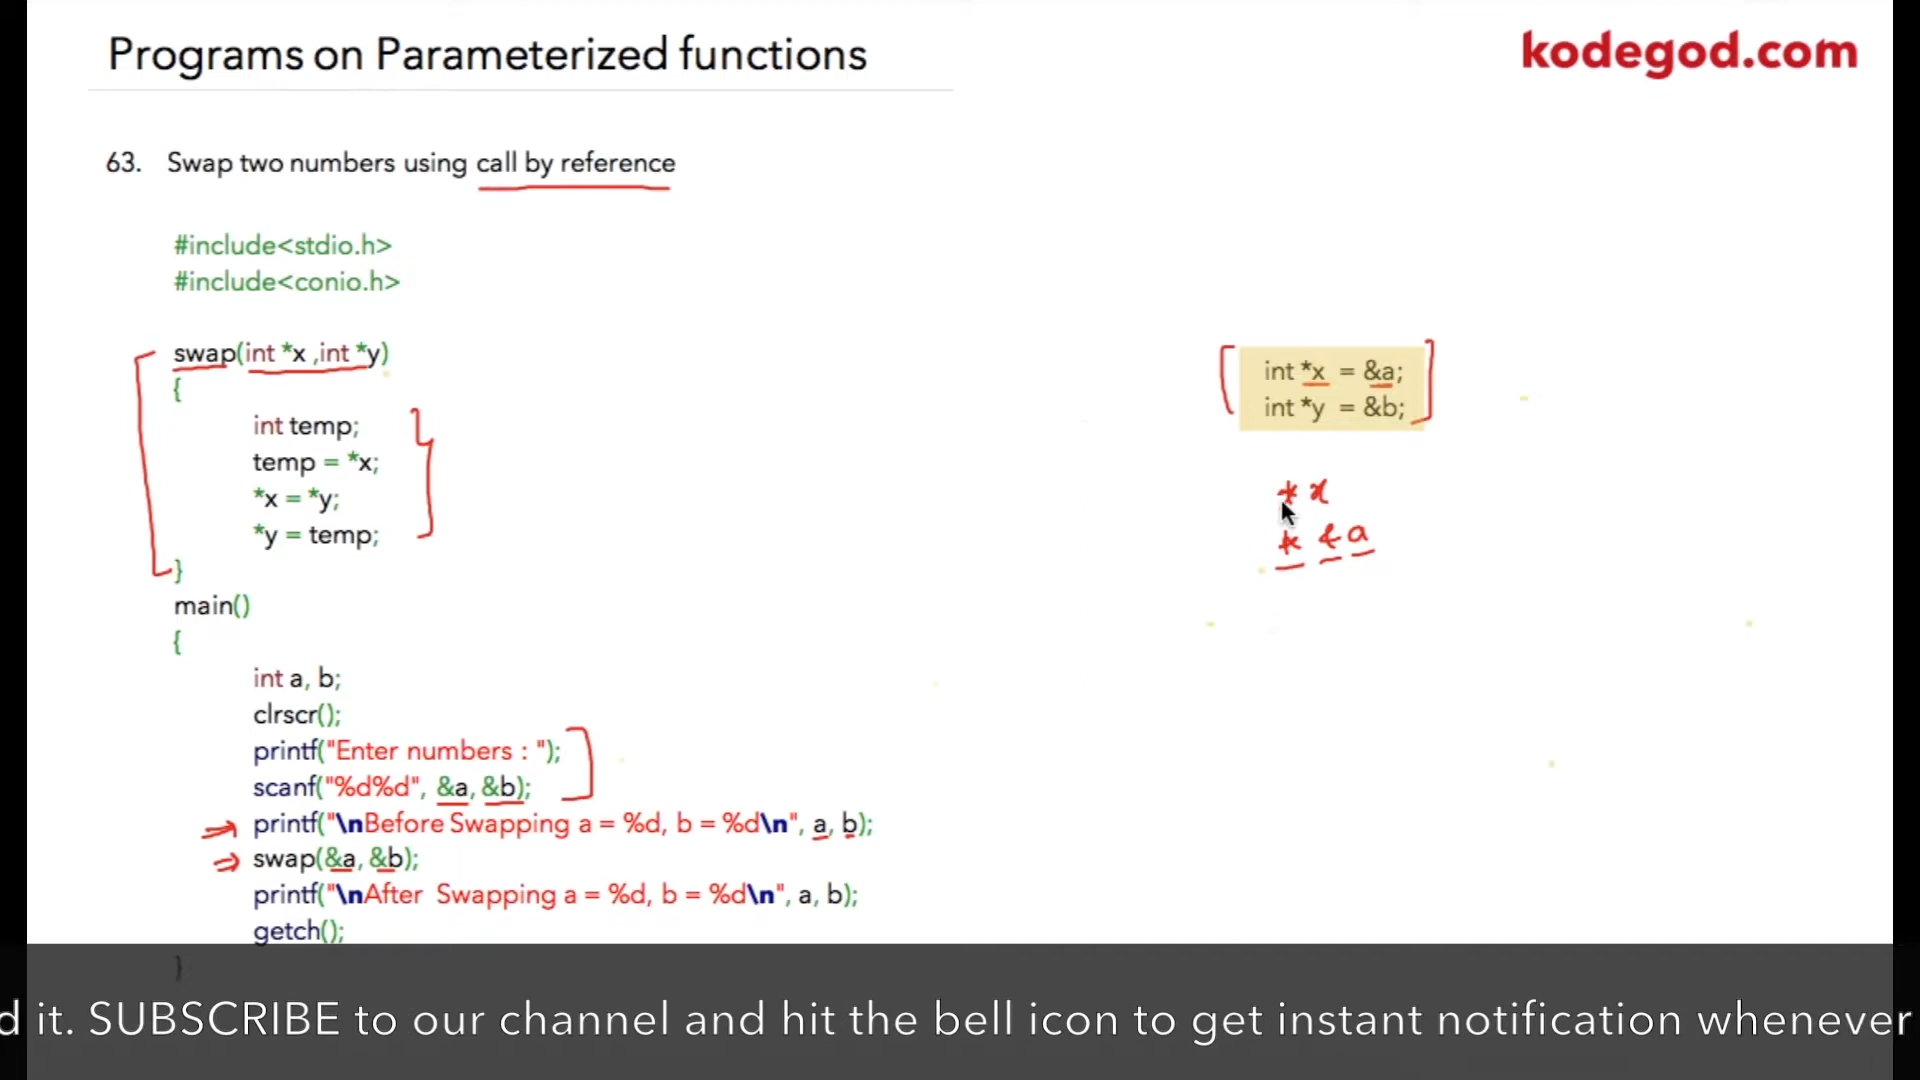 Programs on Parameterized functions
kodegod.com
63. Swap two numbers using call by reference
#include<stdio.h>
#include<conio.h>
swap(int *x ,int *y)
{
int temp;
temp = *x;
*x = *y;
*y = temp;
}
main()
{
int a, b;
clrscr();
printf("Enter numbers : ");
scanf("%d%d", &a, &b);
printf("\nBefore Swapping a = %d, b = %d\n", a, b);
swap(&a, &b);
printf("\nAfter  Swapping a = %d, b = %d\n", a, b);
getch();
}
int *x = &a;
int *y = &b;
* x
* & a
d it. SUBSCRIBE to our channel and hit the bell icon to get instant notification whenever